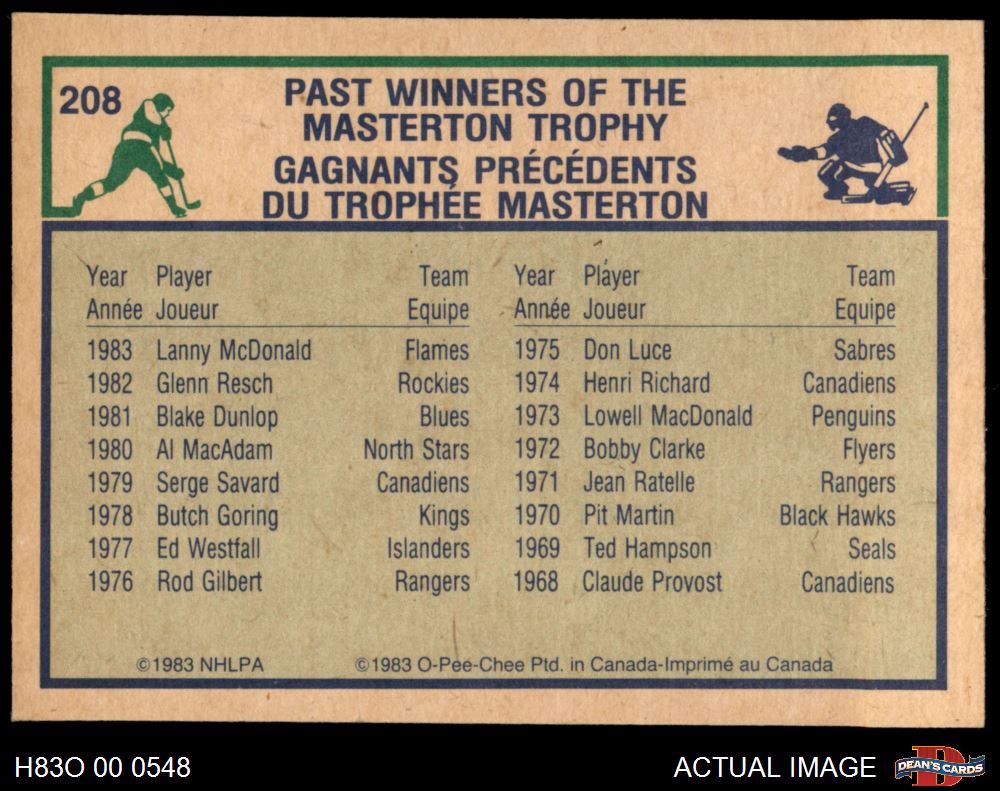 208
PAST WINNERS OF THE
MASTERTON TROPHY
GAGNANTS PRÉCÉDENTS
DU TROPHÉE MASTERTON
Year Player Team
Année Joueur Equipe
1983 Lanny McDonald Flames
1982 Glenn Resch Rockies
1981 Blake Dunlop Blues
1980 Al MacAdam North Stars
1979 Serge Savard Canadiens
1978 Butch Goring Kings
1977 Ed Westfall Islanders
1976 Rod Gilbert Rangers
Year Player Team
Année Joueur Equipe
1975 Don Luce Sabres
1974 Henri Richard Canadiens
1973 Lowell MacDonald Penguins
1972 Bobby Clarke Flyers
1971 Jean Ratelle Rangers
1970 Pit Martin Black Hawks
1969 Ted Hampson Seals
1968 Claude Provost Canadiens
©1983 NHLPA ©1983 O-Pee-Chee Ptd. in Canada-Imprimé au Canada
H83O 00 0548 ACTUAL IMAGE
D
DEAN'S CARDS